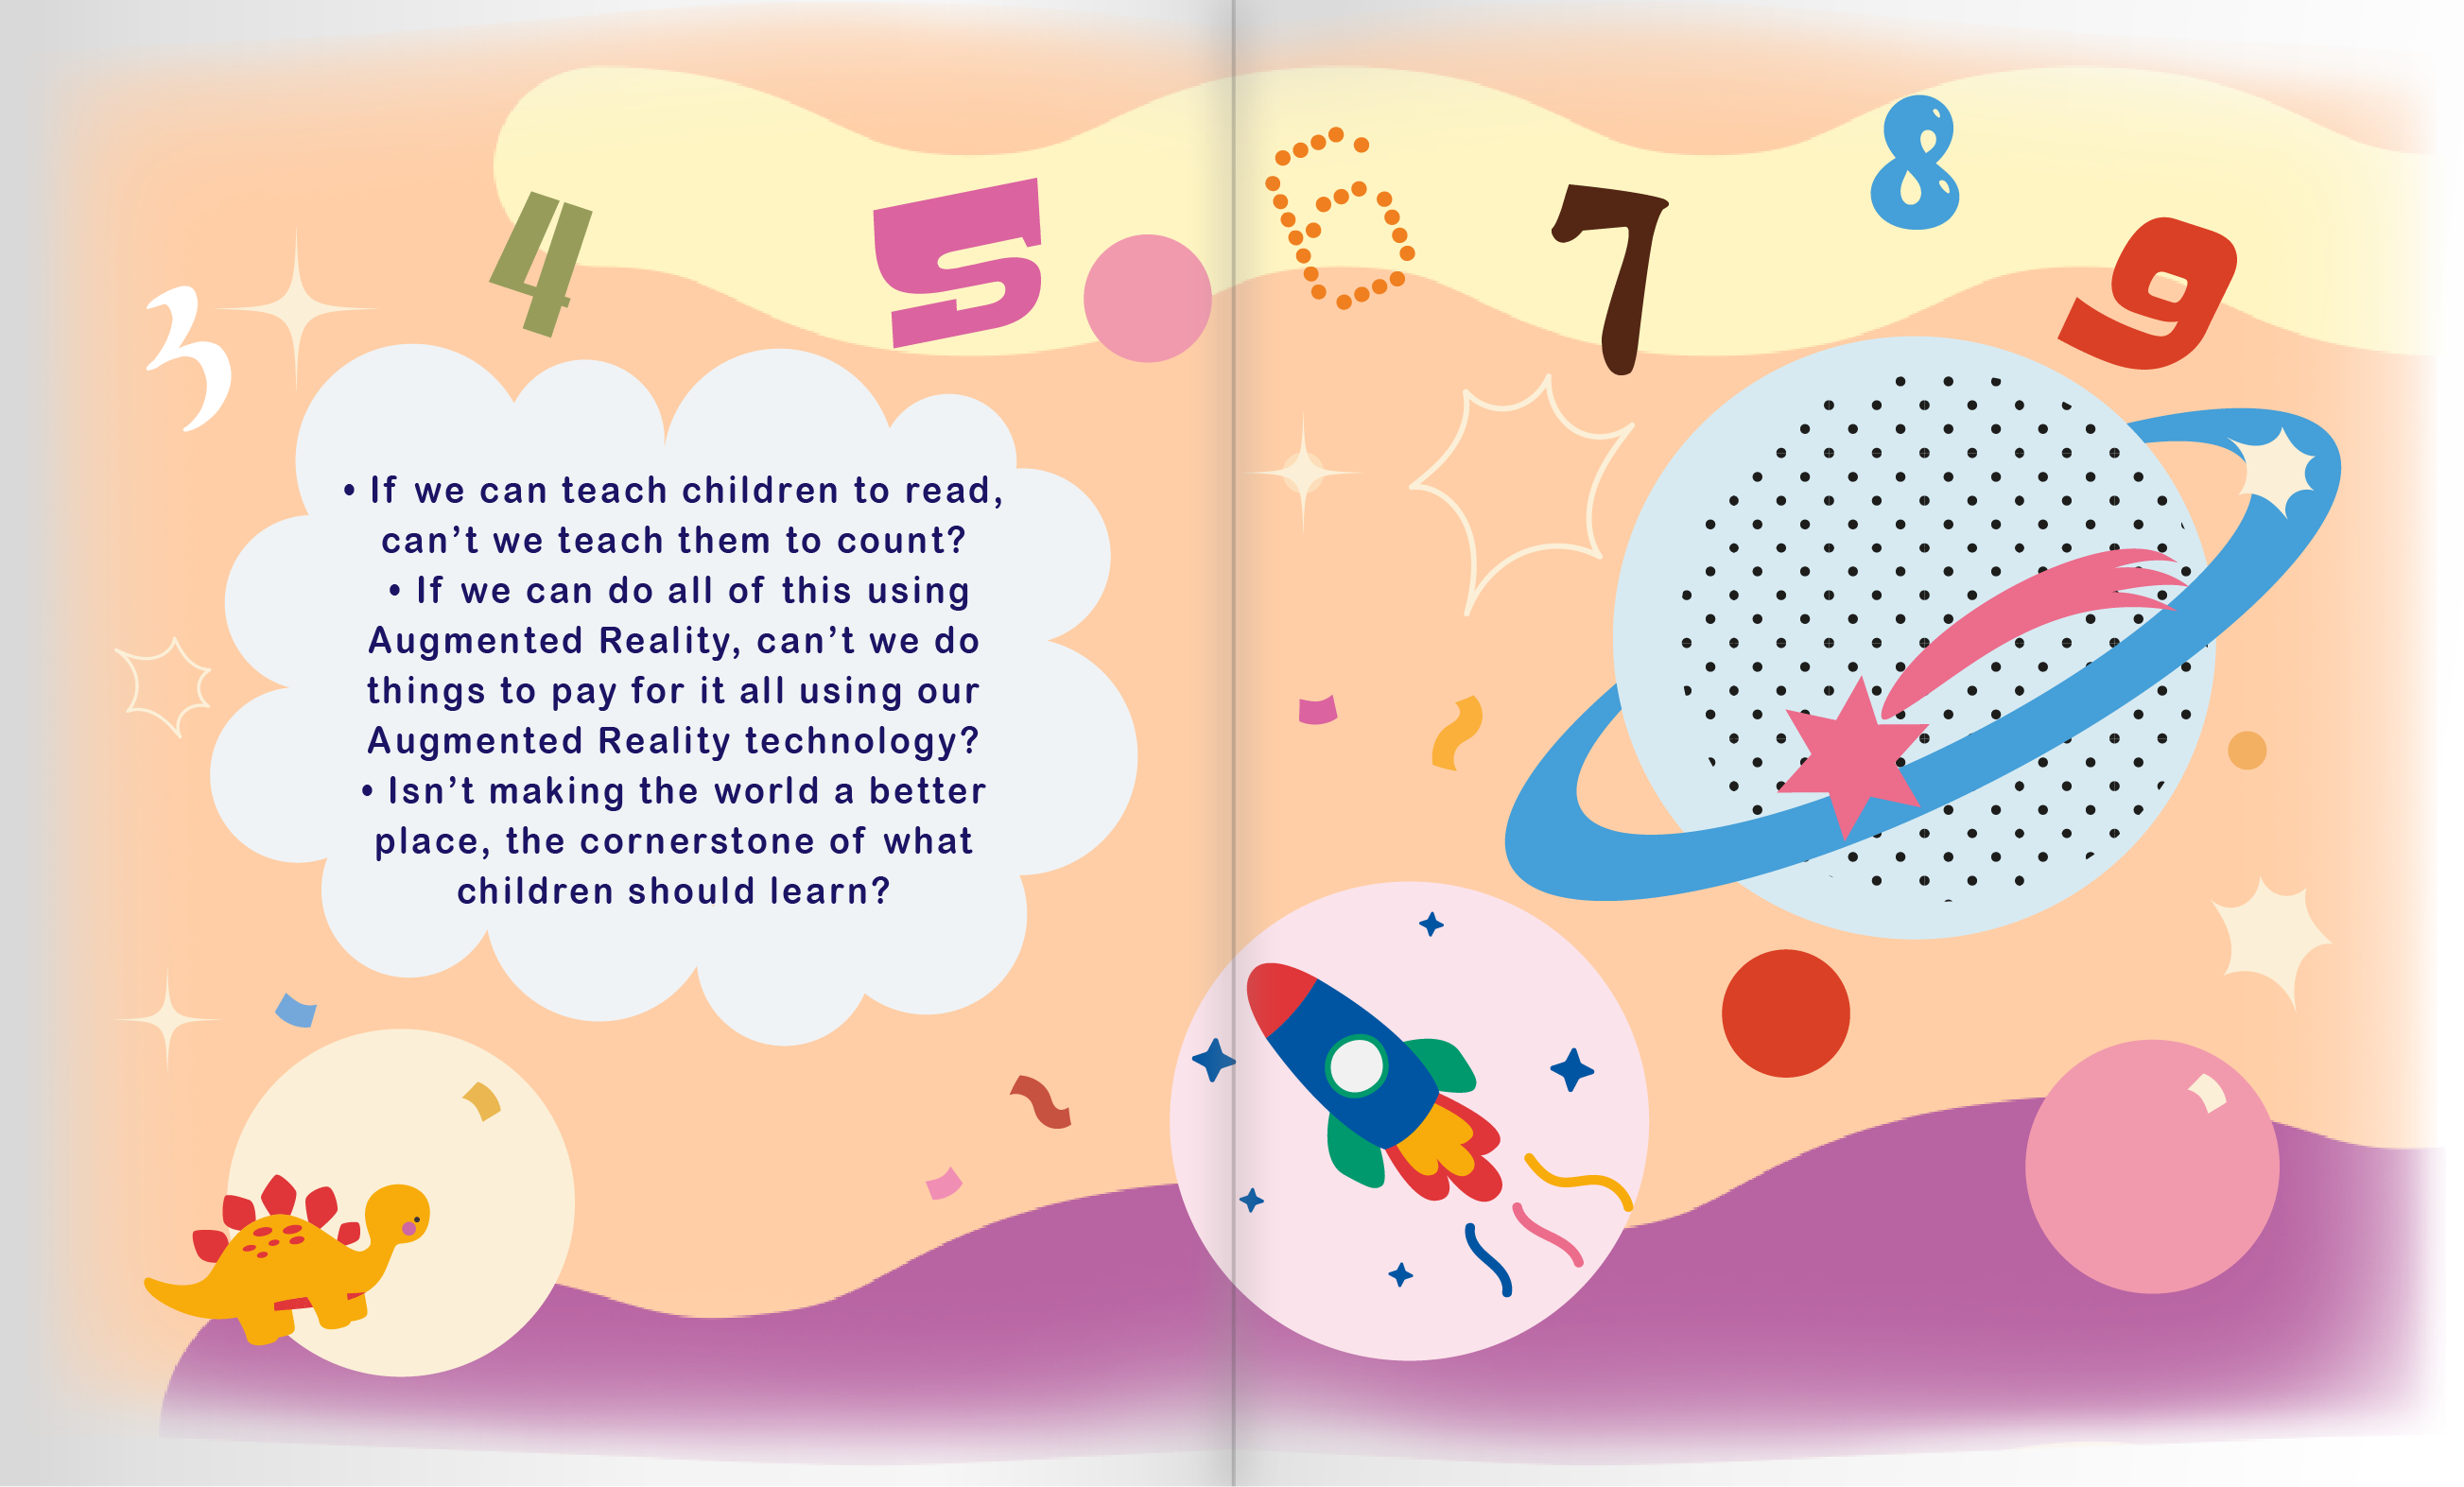 3 4 5 6 7 8 9
• If we can teach children to read,
can’t we teach them to count?
• If we can do all of this using
Augmented Reality, can’t we do
things to pay for it all using our
Augmented Reality technology?
• Isn’t making the world a better
place, the cornerstone of what
children should learn?